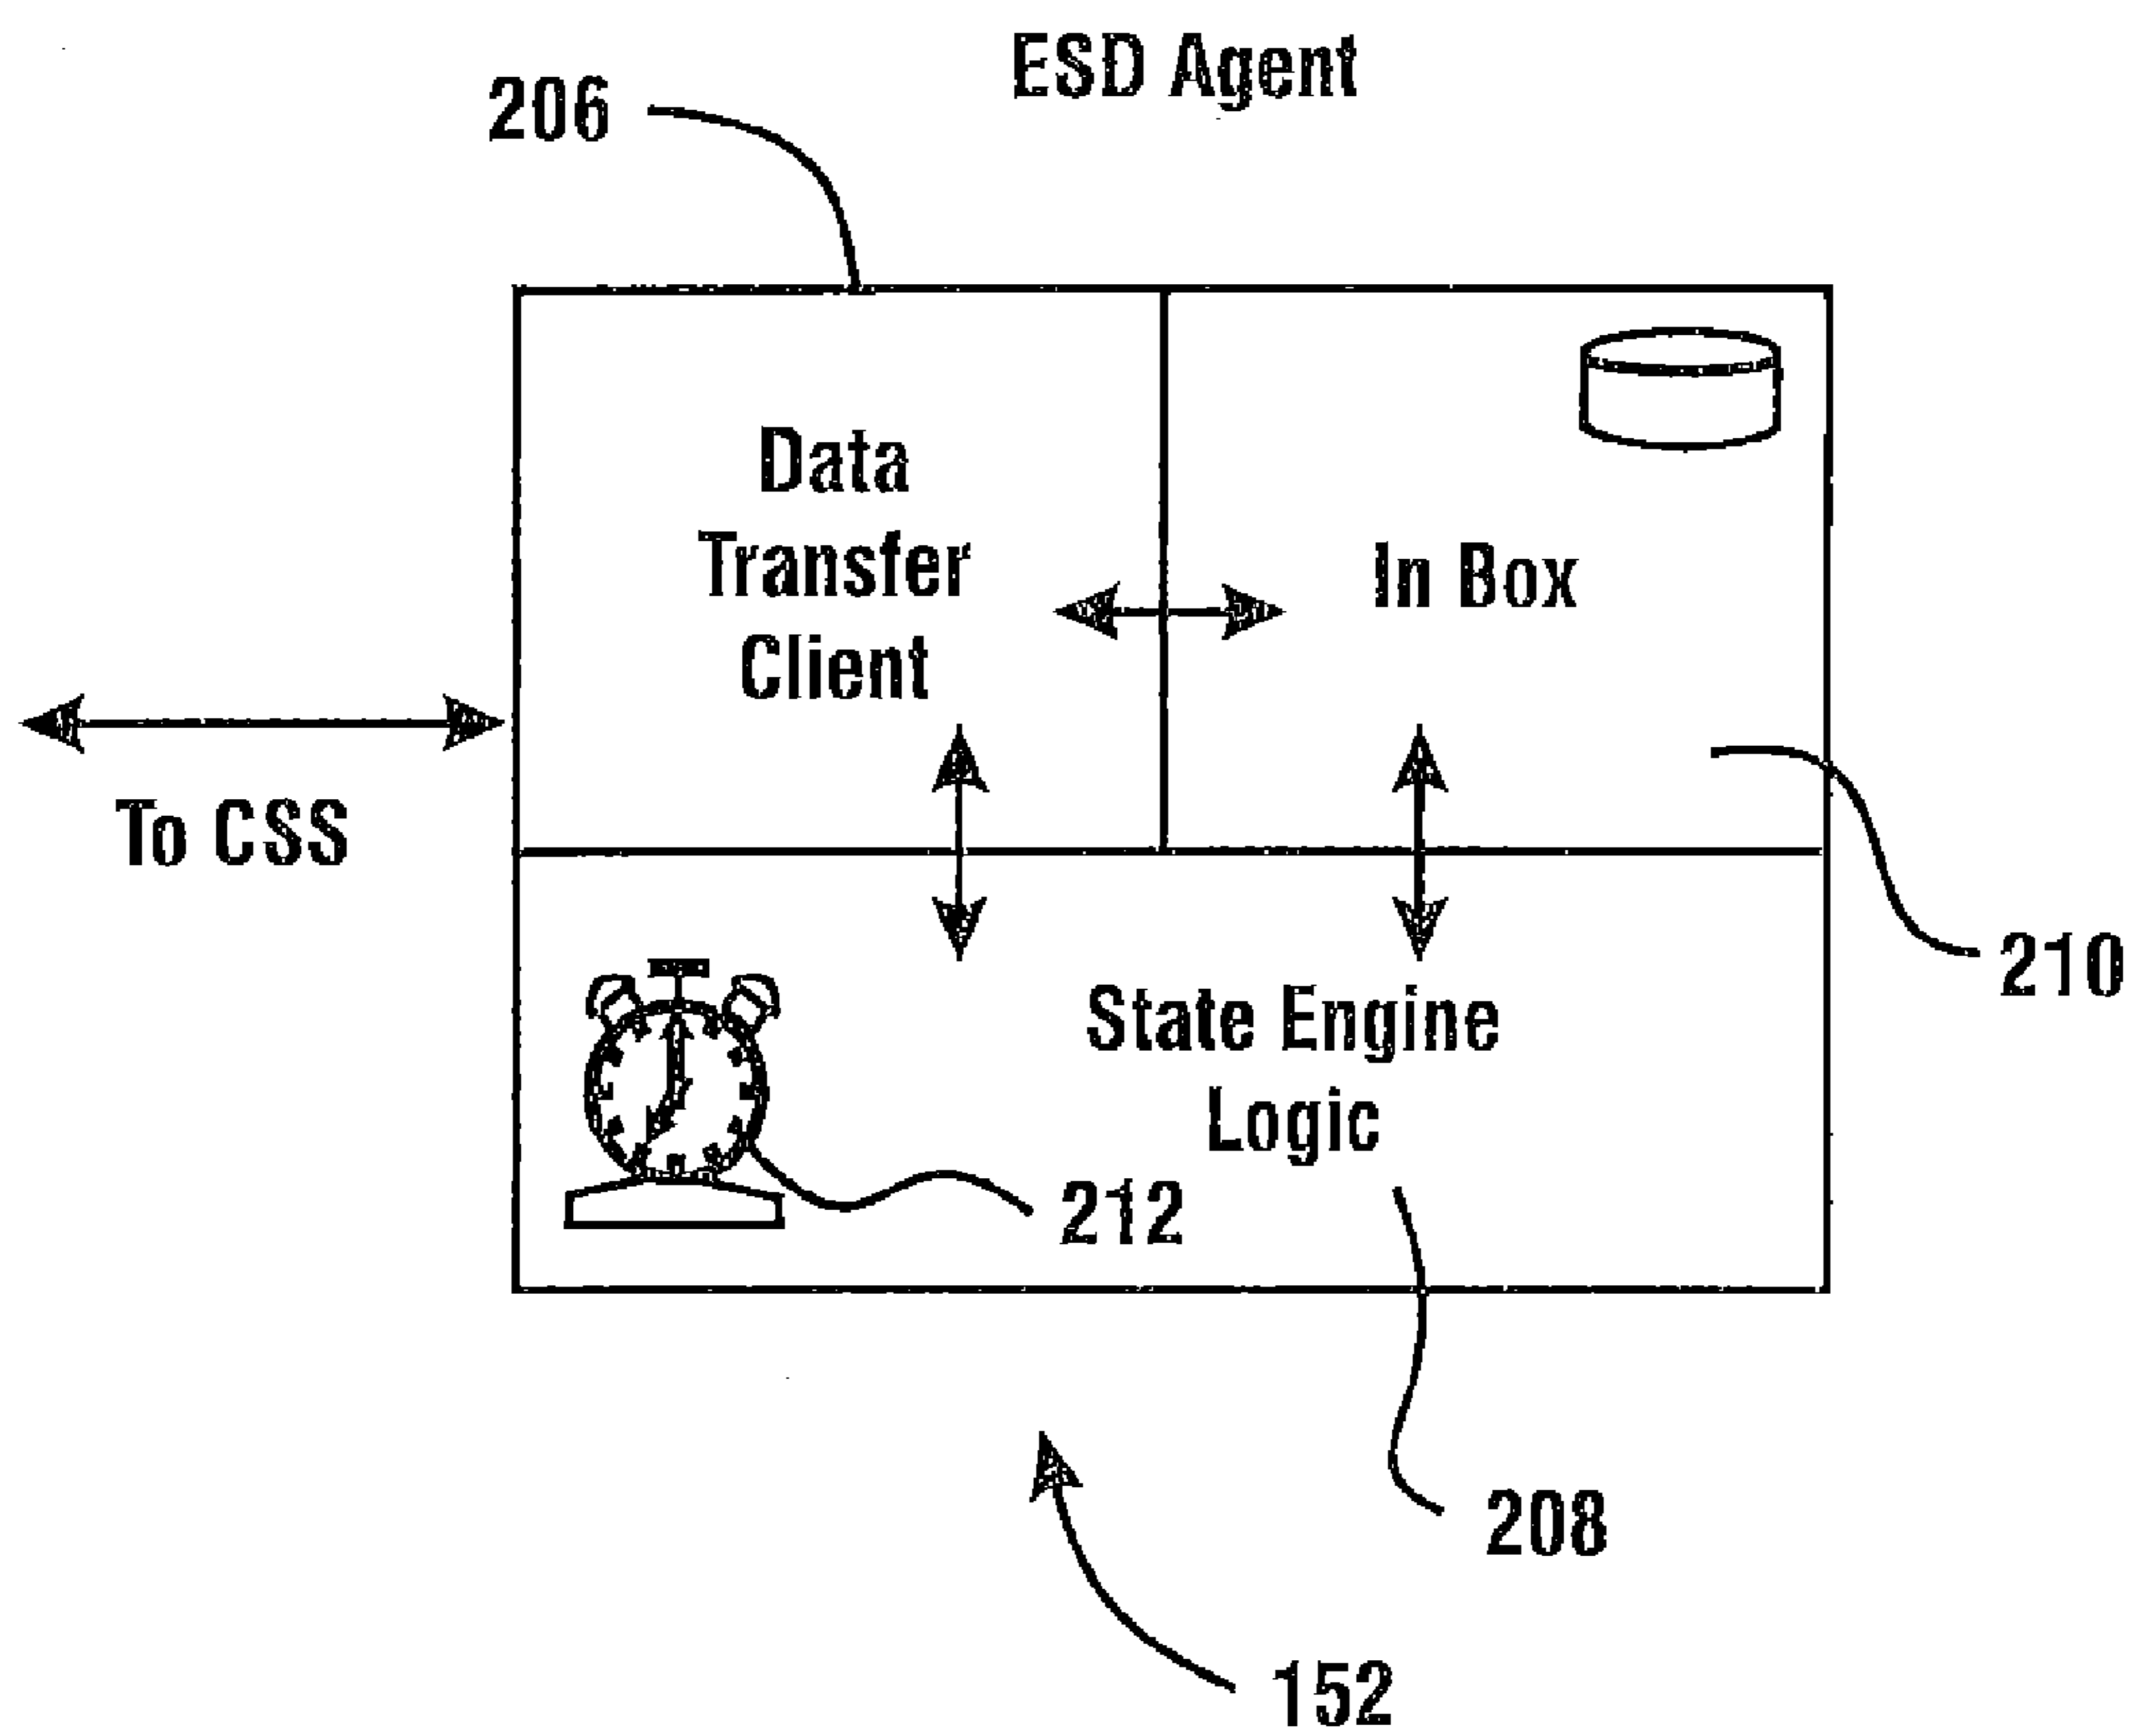 ESD Agent
206
Data
Transfer
Client
In Box
To CSS
210
State Engine
Logic
212
208
152